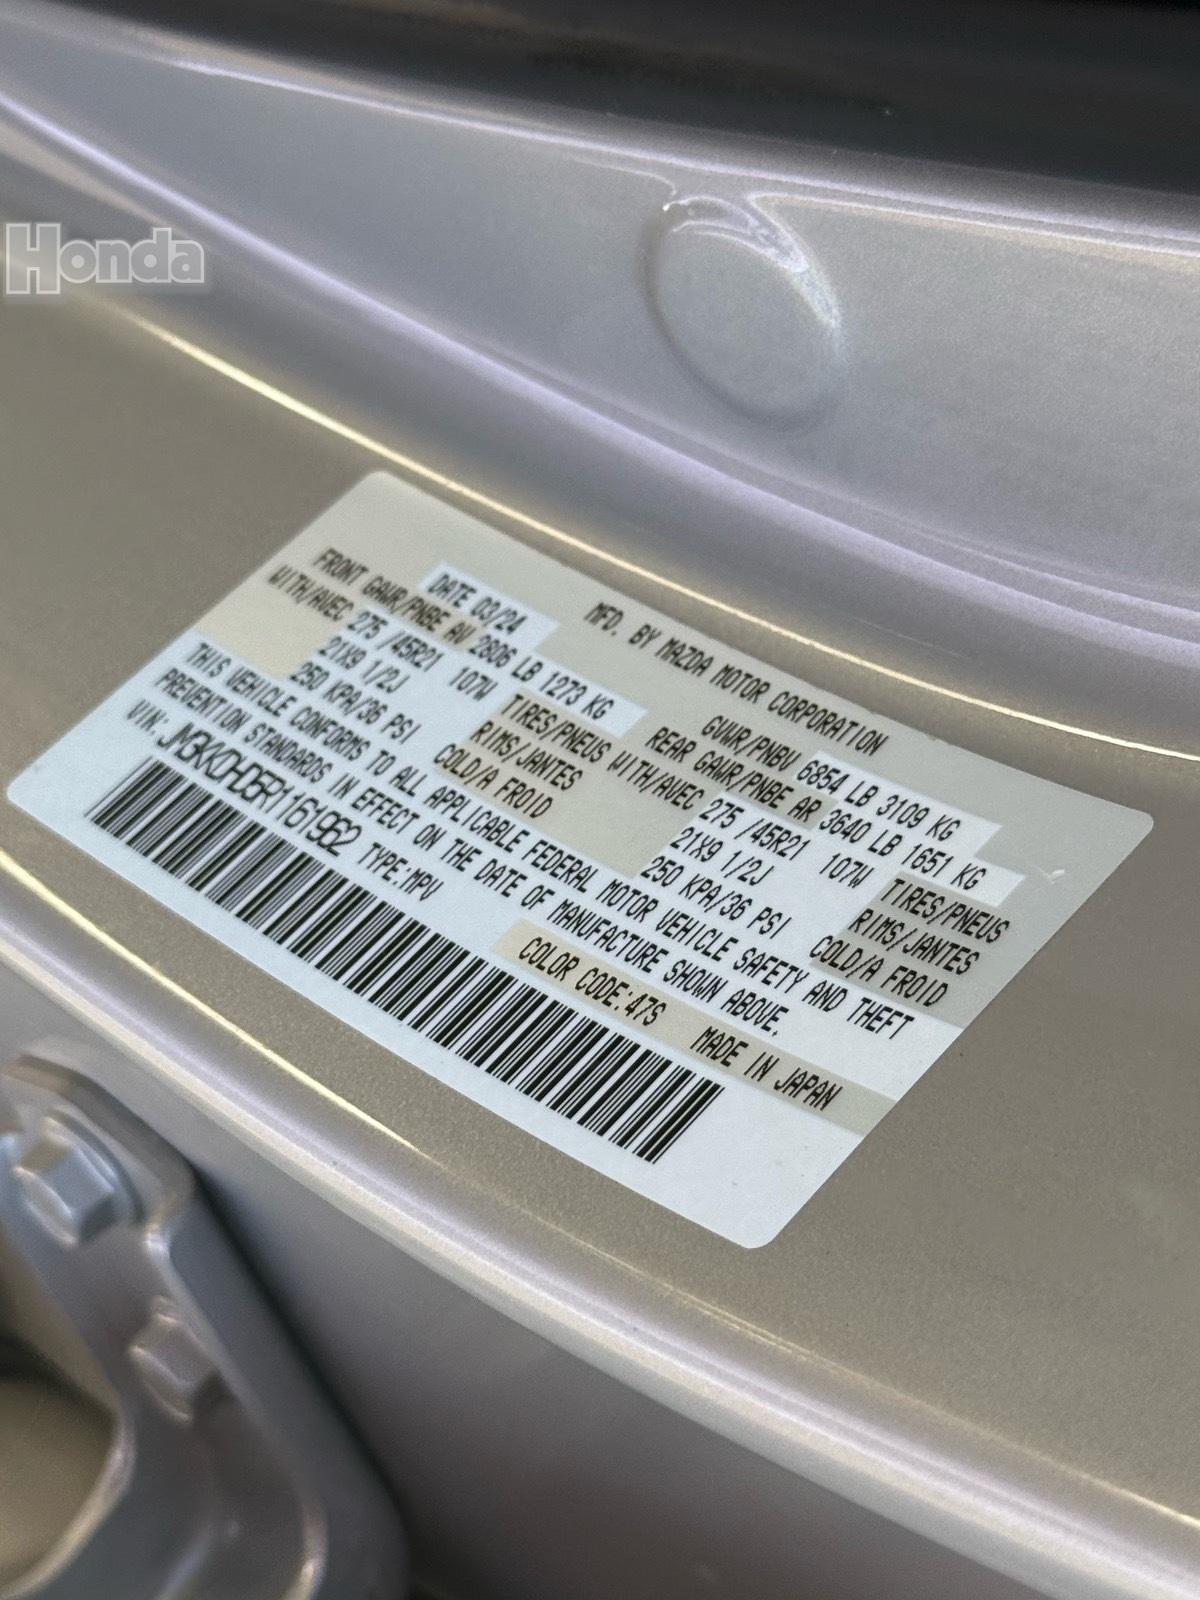 Honda
MFD. BY MAZDA MOTOR CORPORATION
DATE 03/24 GVWR/PNBV 6854 LB 3109 KG
FRONT GAWR/PNBE AV 2806 LB 1273 KG REAR GAWR/PNBE AR 3640 LB 1651 KG
WITH/AVEC 275 /45R21 107W TIRES/PNEUS WITH/AVEC 275 /45R21 107W TIRES/PNEUS
21X9 1/2J RIMS/JANTES 21X9 1/2J RIMS/JANTES
250 KPA/36 PSI COLD/A FROID 250 KPA/36 PSI COLD/A FROID
THIS VEHICLE CONFORMS TO ALL APPLICABLE FEDERAL MOTOR VEHICLE SAFETY AND THEFT
PREVENTION STANDARDS IN EFFECT ON THE DATE OF MANUFACTURE SHOWN ABOVE.
VIN: JM3KKDHD5R1161962 TYPE:MPV COLOR CODE:47S MADE IN JAPAN